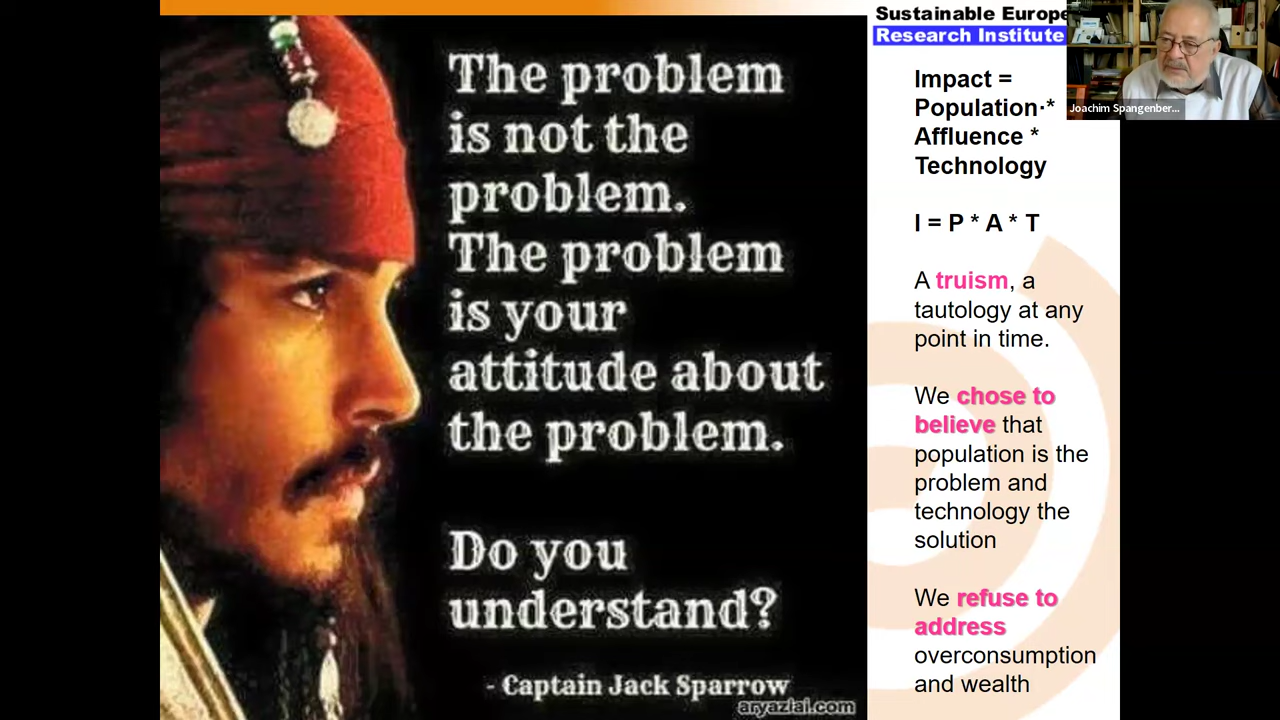 The problem
is not the
problem.
The problem
is your
attitude about
the problem.
Do you
understand?
- Captain Jack Sparrow
aryaziai.com
Sustainable Europe
Research Institute
Joachim Spangenber...
Impact =
Population·*
Affluence *
Technology
I = P * A * T
A truism, a
tautology at any
point in time.
We chose to
believe that
population is the
problem and
technology the
solution
We refuse to
address
overconsumption
and wealth